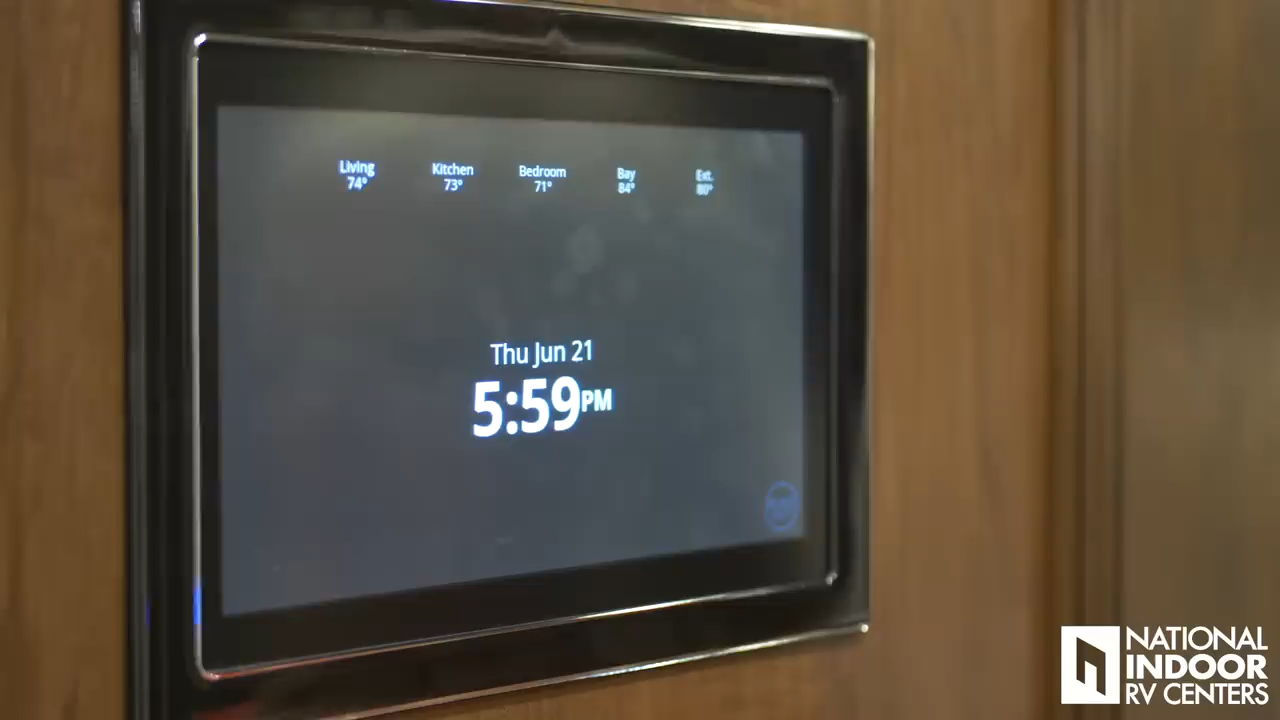 Living Kitchen Bedroom Bay Ext.
74° 73° 71° 84° 80°
Thu Jun 21
5:59PM
NATIONAL
INDOOR
RV CENTERS